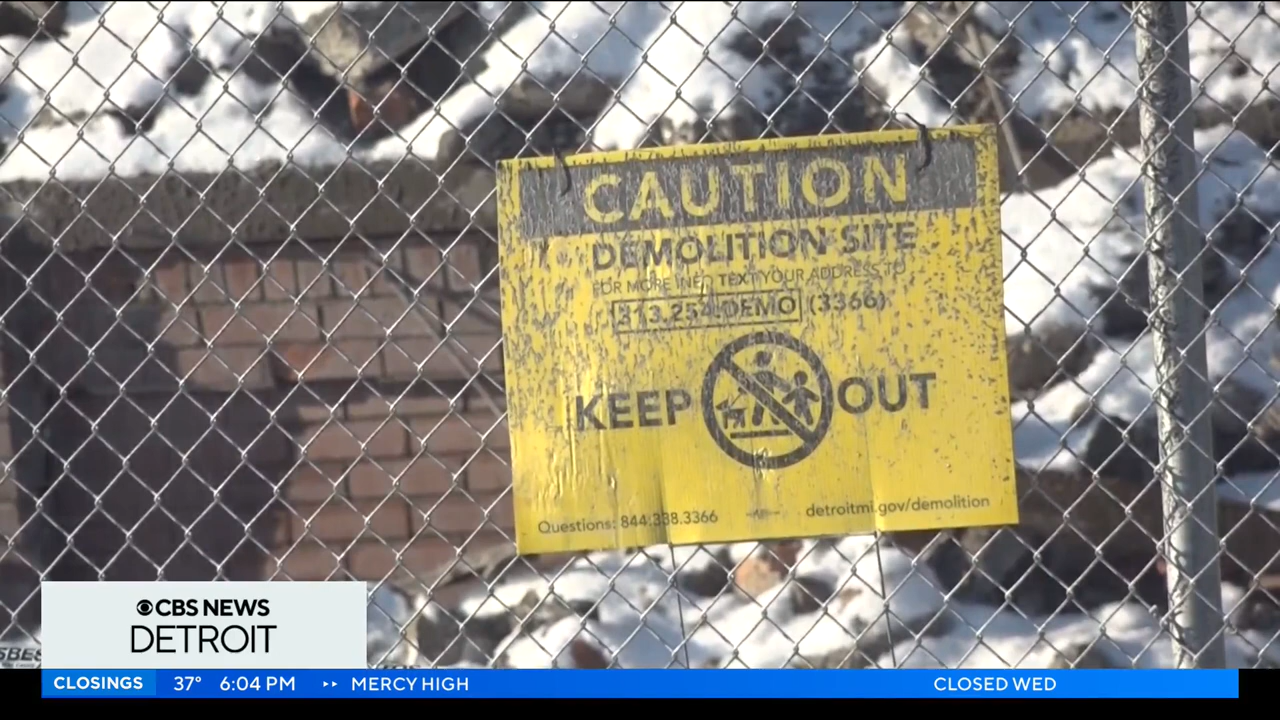 CAUTION
DEMOLITION SITE
FOR MORE INFO TEXT YOUR ADDRESS TO
313.254.DEMO (3366)
KEEP OUT
Questions: 844.338.3366 detroitmi.gov/demolition
SBES
CBS NEWS
DETROIT
CLOSINGS 37° 6:04 PM MERCY HIGH CLOSED WED